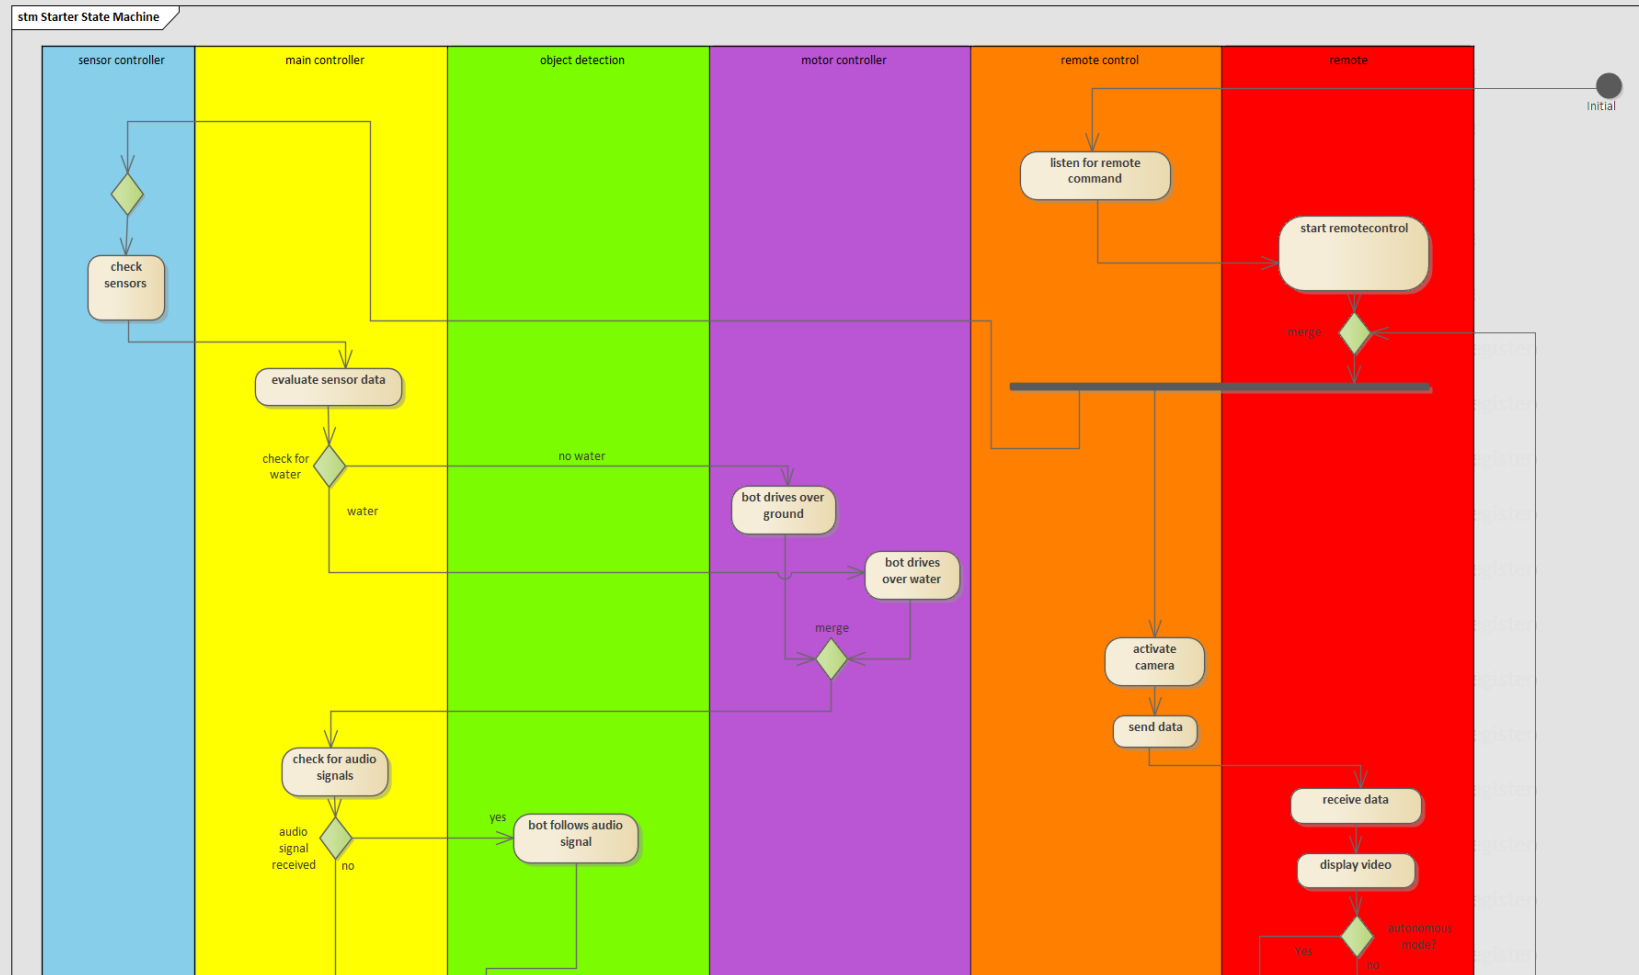 stm Starter State Machine
sensor controller
main controller
object detection
motor controller
remote control
remote
Initial
listen for remote
command
start remotecontrol
check
sensors
merge
evaluate sensor data
check for
water
no water
water
bot drives over
ground
bot drives
over water
merge
activate
camera
send data
check for audio
signals
receive data
yes
bot follows audio
signal
audio
signal
received
no
display video
autonomous
mode?
Yes
no